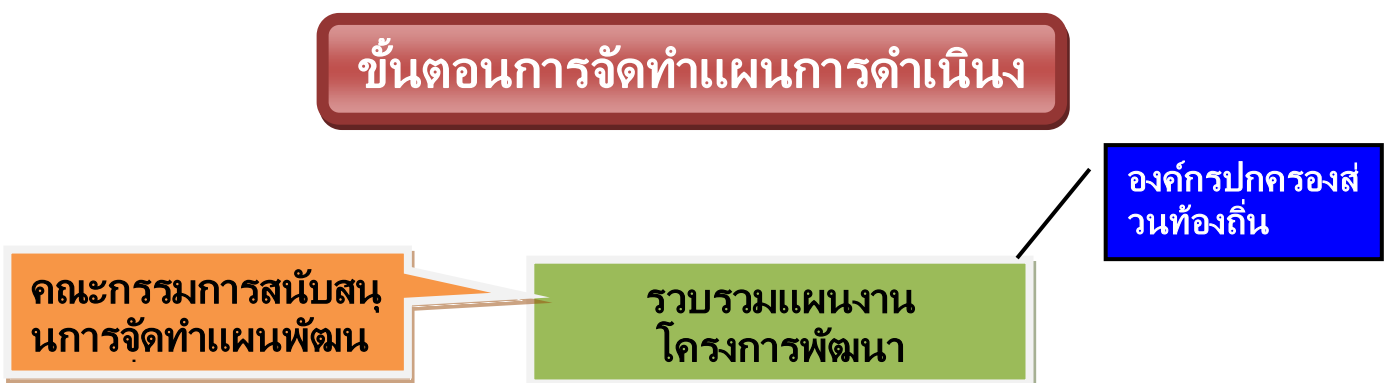 ขั้นตอนการจัดทำแผนการดำเนินง
องค์กรปกครองส่
วนท้องถิ่น
คณะกรรมการสนับสนุ
นการจัดทำแผนพัฒน
รวบรวมแผนงาน
โครงการพัฒนา